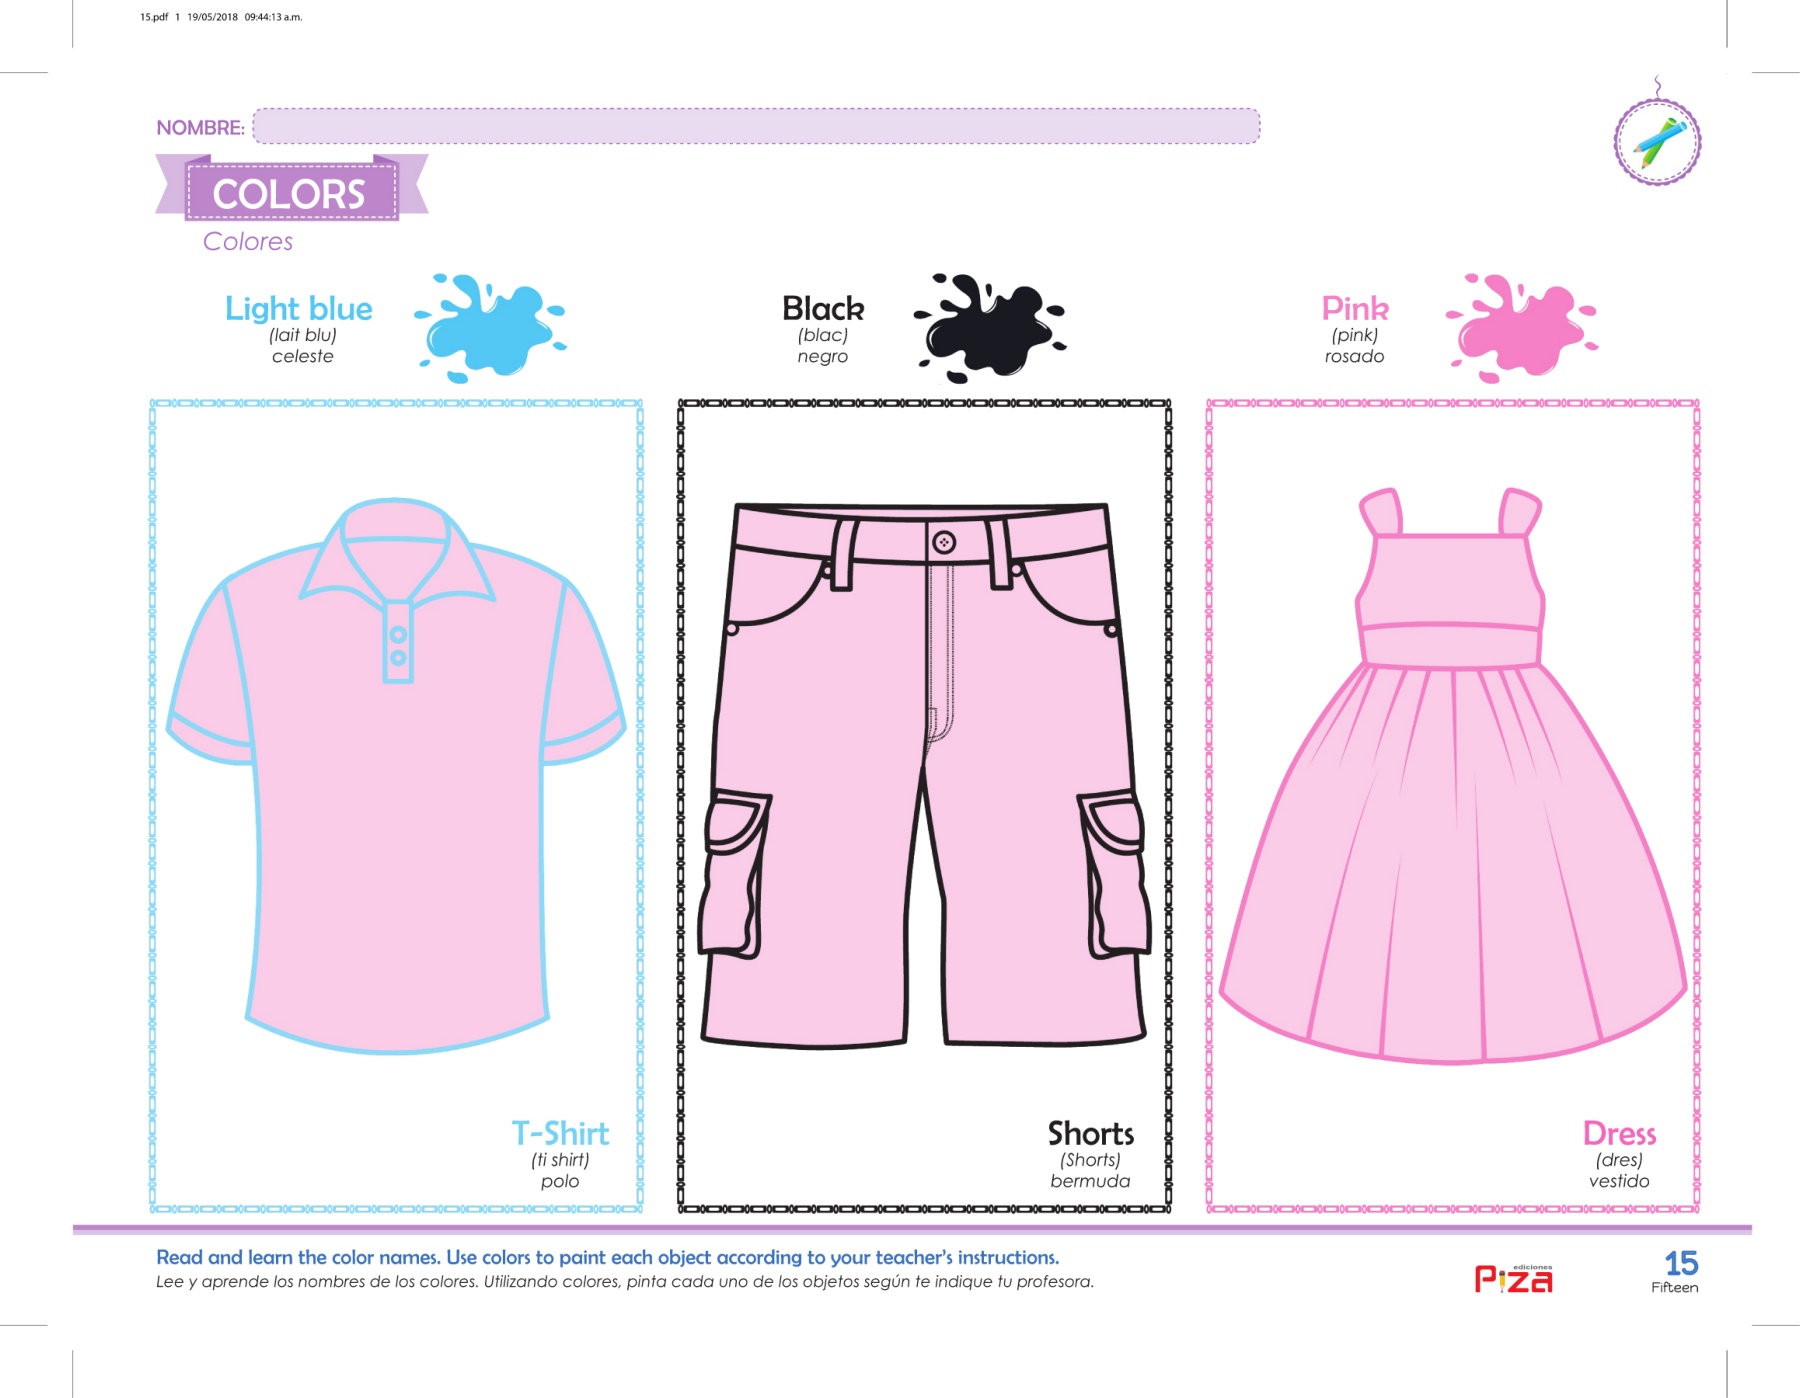 15.pdf 1 19/05/2018 09:44:13 a.m.
NOMBRE:
COLORS
Colores
Light blue
(lait blu)
celeste
Black
(blac)
negro
Pink
(pink)
rosado
T-Shirt
(ti shirt)
polo
Shorts
(Shorts)
bermuda
Dress
(dres)
vestido
Read and learn the color names. Use colors to paint each object according to your teacher's instructions.
Lee y aprende los nombres de los colores. Utilizando colores, pinta cada uno de los objetos según te indique tu profesora.
ediciones
Piza
15
Fifteen